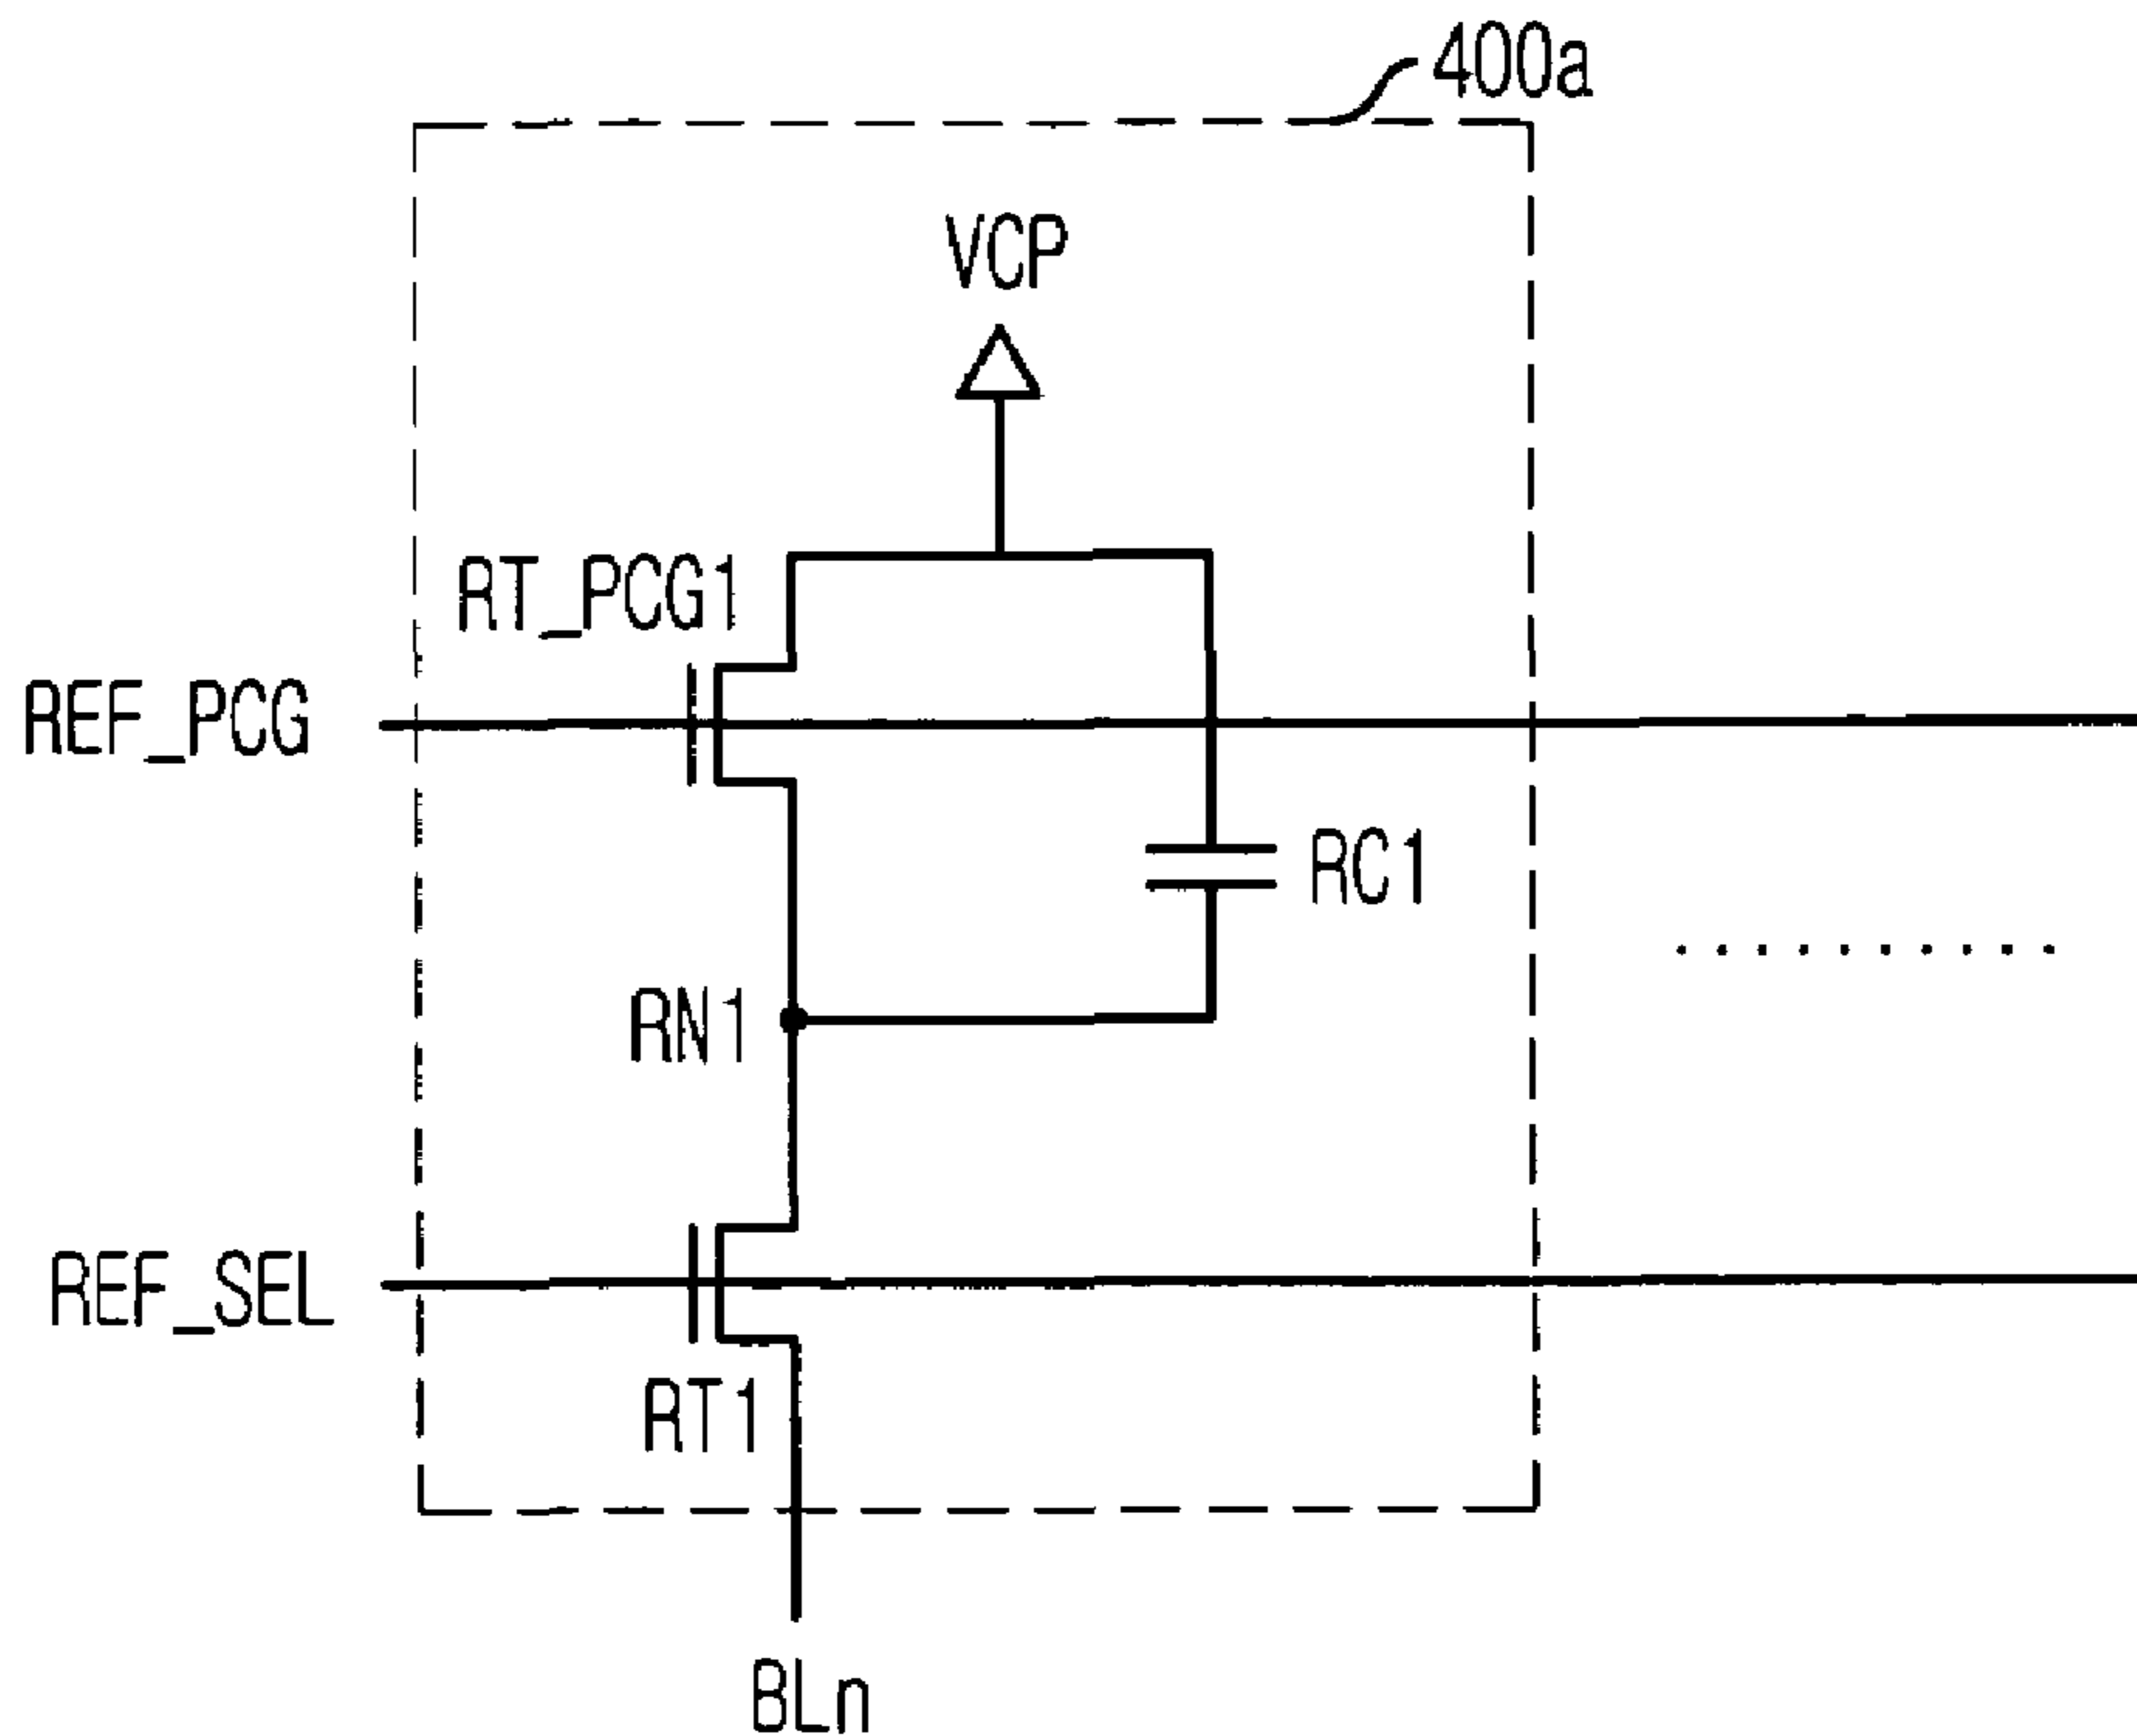 400a
VCP
RT_PCG1
REF_PCG
RC1
RN1
REF_SEL
RT1
BLn